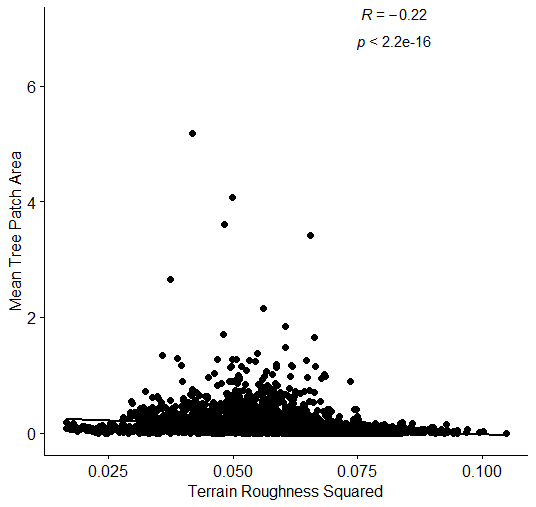 R = −0.22
p < 2.2e-16
Mean Tree Patch Area
6
4
2
0
0.025 0.050 0.075 0.100
Terrain Roughness Squared